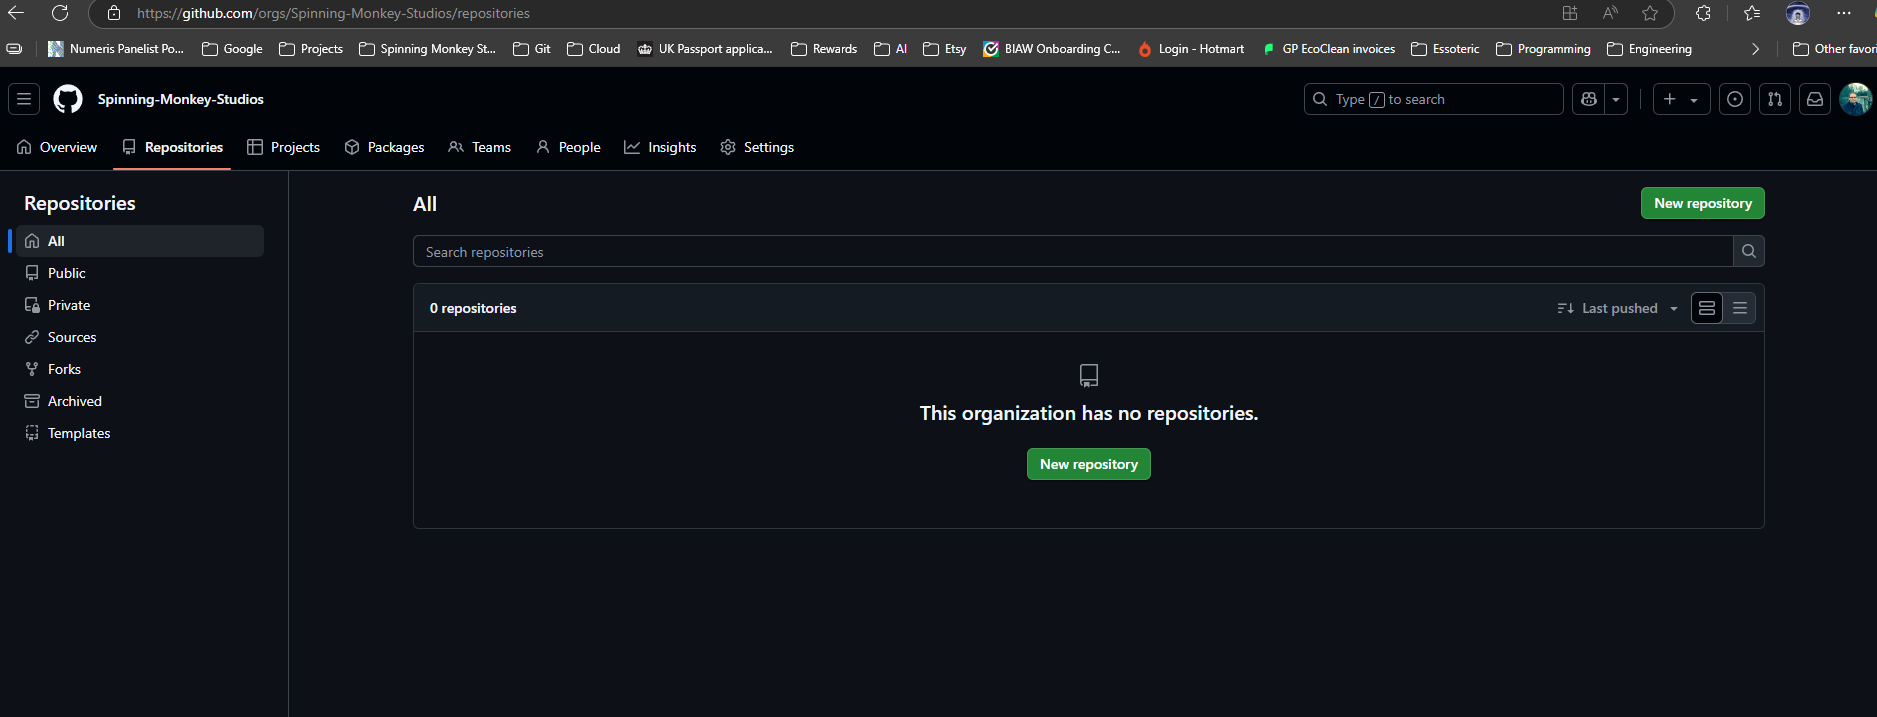 https://github.com/orgs/Spinning-Monkey-Studios/repositories
Numeris Panelist Po... Google Projects Spinning Monkey St... Git Cloud UK Passport applica... Rewards AI Etsy BIAW Onboarding C... Login - Hotmart GP EcoClean invoices Essoteric Programming Engineering Other favori
Spinning-Monkey-Studios Type / to search
Overview Repositories Projects Packages Teams People Insights Settings
Repositories
All
Public
Private
Sources
Forks
Archived
Templates
All New repository
Search repositories
0 repositories Last pushed
This organization has no repositories.
New repository